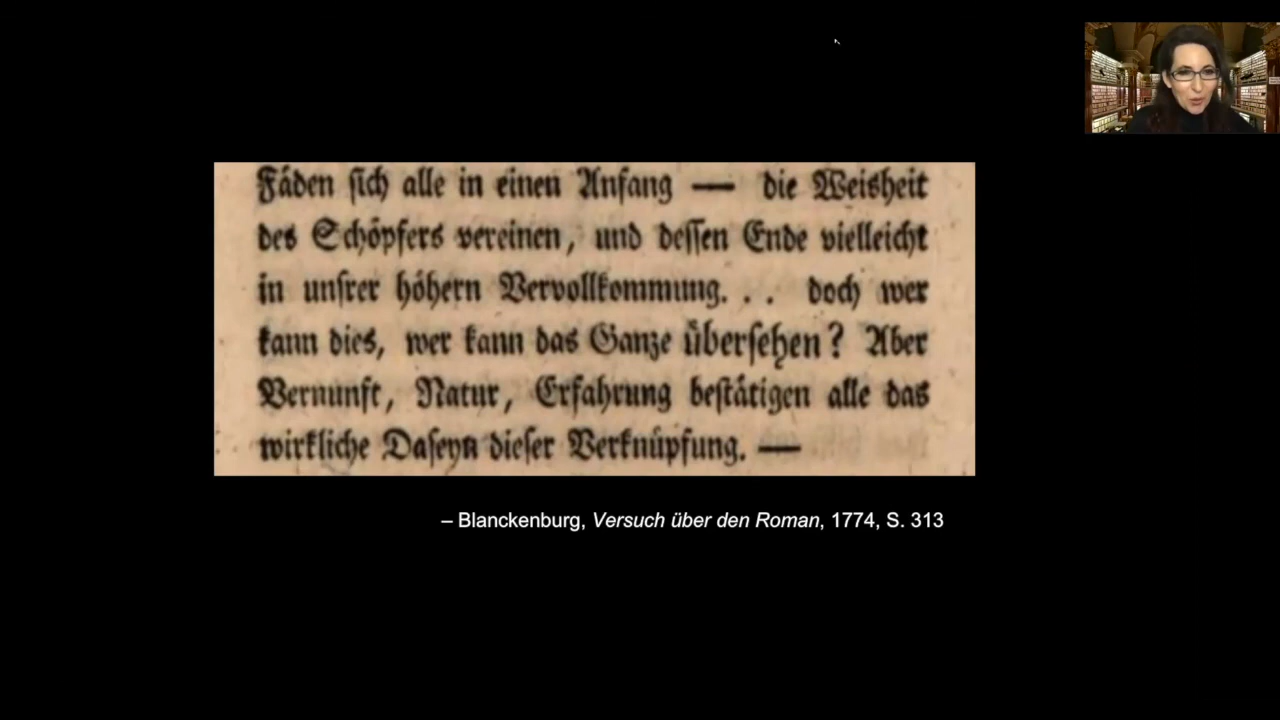 Fäden sich alle in einen Anfang — die Weisheit
des Schöpfers vereinen, und dessen Ende vielleicht
in unsrer höhern Vervollkommung. . . doch wer
kann dies, wer kann das Ganze übersehen? Aber
Vernunft, Natur, Erfahrung bestätigen alle das
wirkliche Daseyn dieser Verknüpfung. —
– Blanckenburg, Versuch über den Roman, 1774, S. 313